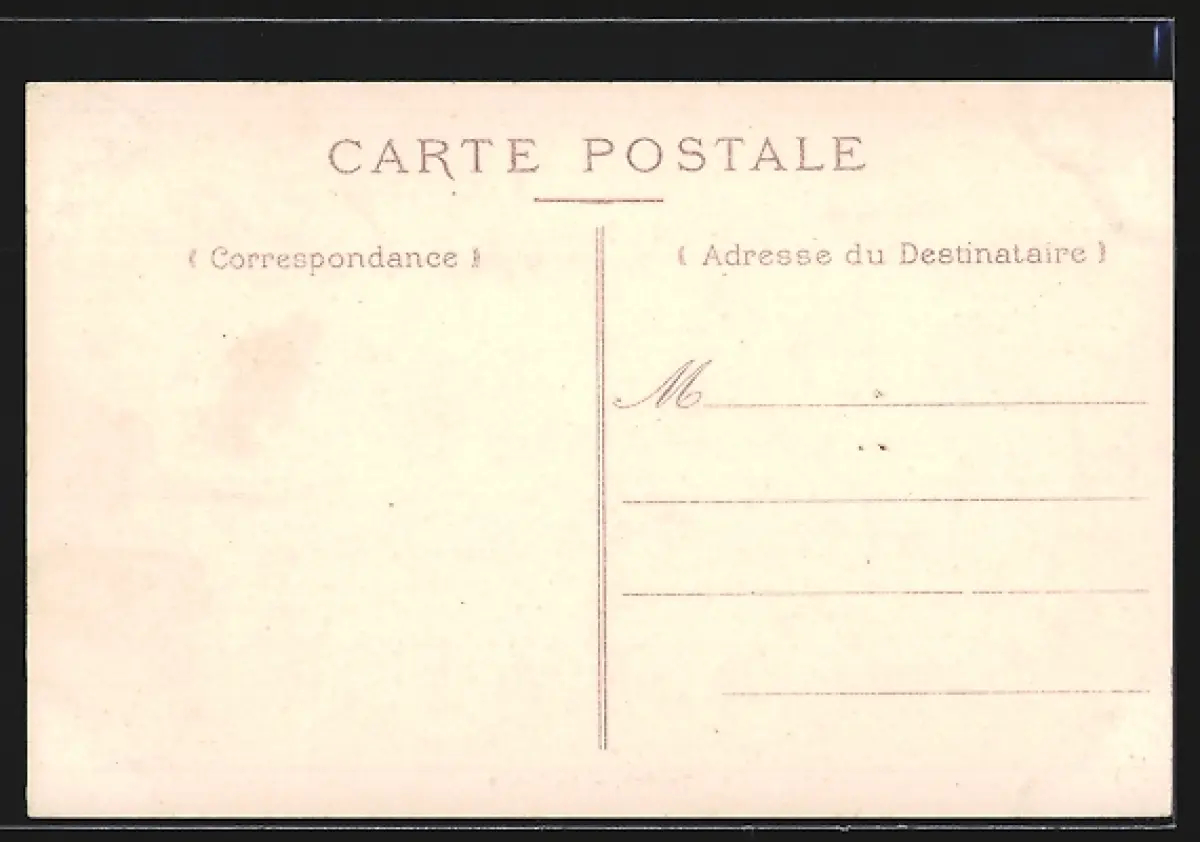 CARTE POSTALE
( Correspondance )
( Adresse du Destinataire )
M